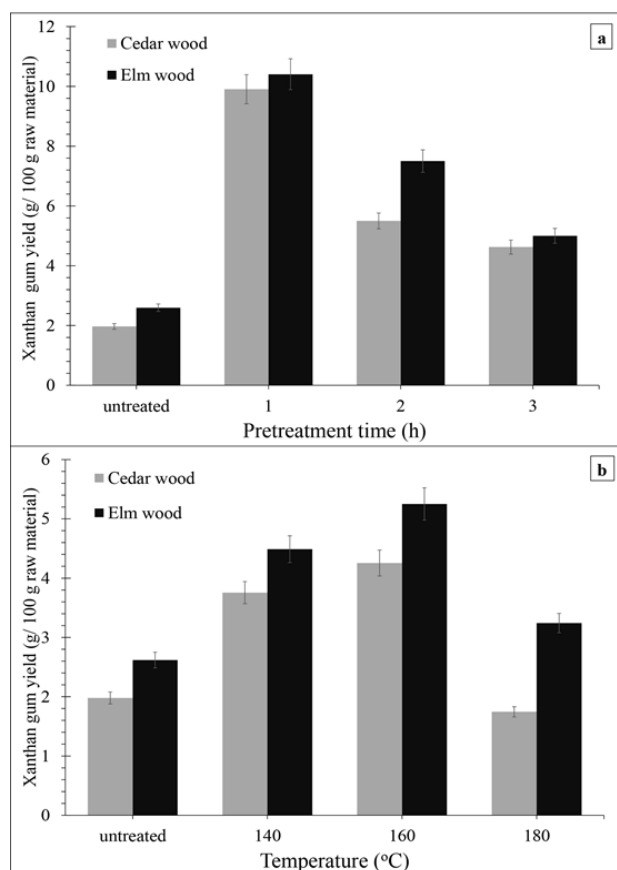 a
Cedar wood
Elm wood
Xanthan gum yield (g/ 100 g raw material)
12
10
8
6
4
2
0
untreated 1 2 3
Pretreatment time (h)
b
Cedar wood
Elm wood
Xanthan gum yield (g/ 100 g raw material)
6
5
4
3
2
1
0
untreated 140 160 180
Temperature (°C)